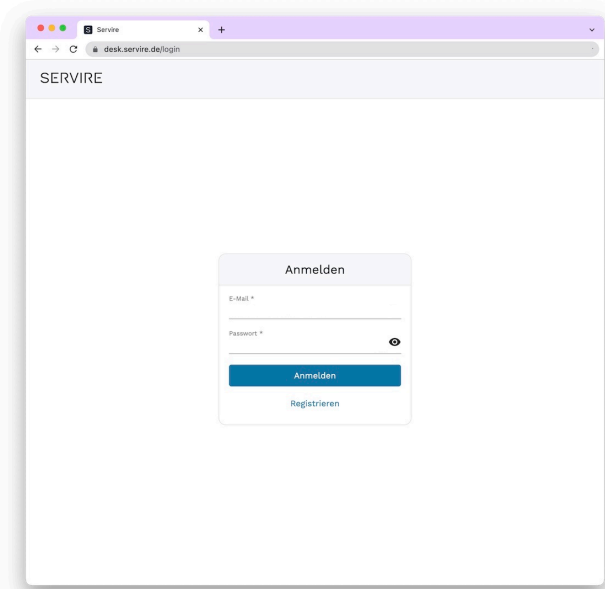 S Servire
desk.servire.de/login
SERVIRE
Anmelden
E-Mail *
Passwort *
Anmelden
Registrieren